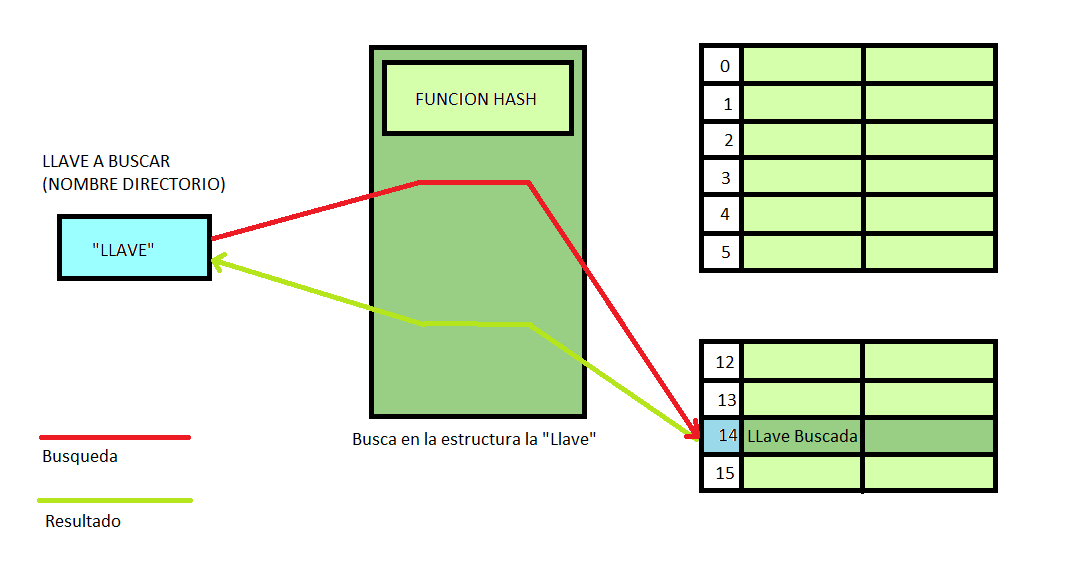 LLAVE A BUSCAR
(NOMBRE DIRECTORIO)
"LLAVE"
FUNCION HASH
Busca en la estructura la "Llave"
Busqueda
Resultado
0
1
2
3
4
5
12
13
14 LLave Buscada
15